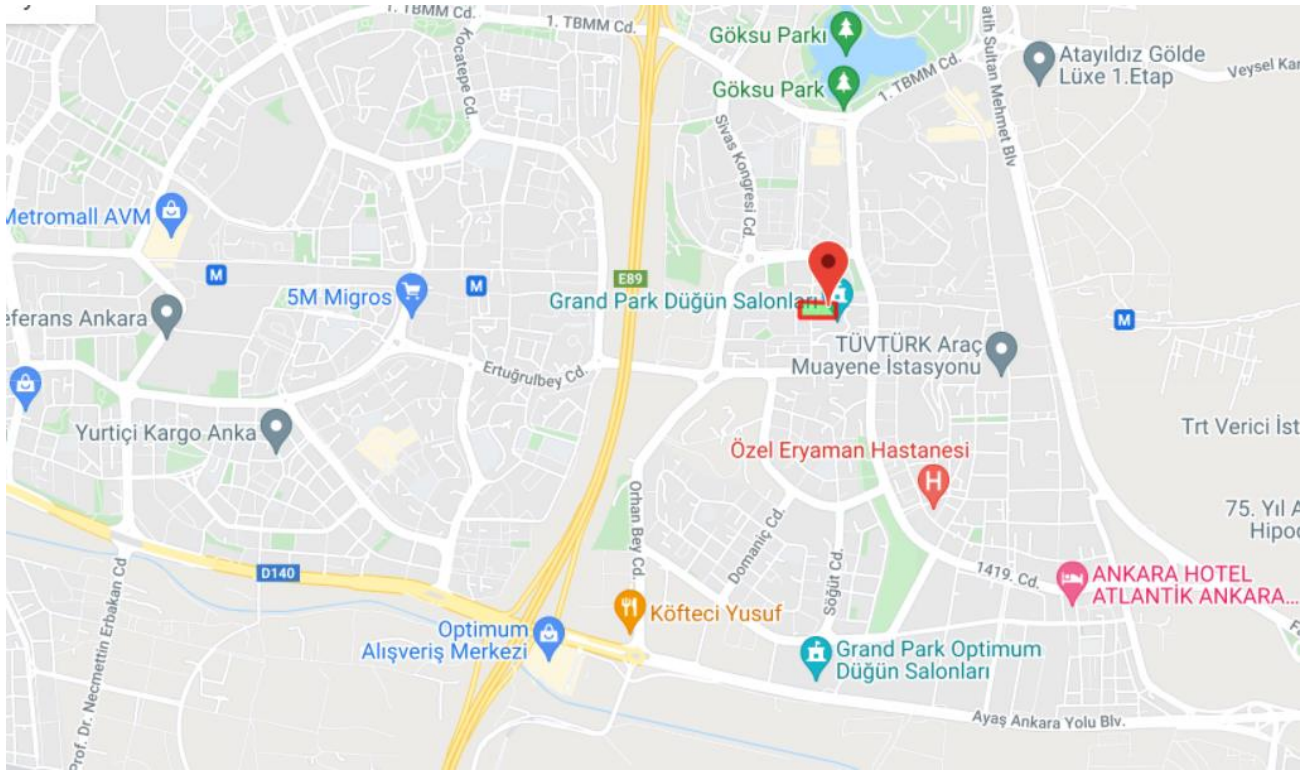 1. TBMM Cd.
1. TBMM Cd.
Kocatepe Cd.
Göksu Parkı
Göksu Park
1. TBMM Cd.
atih Sultan Mehmet Blv
Atayıldız Gölde
Lüxe 1.Etap
Veysel Kar
Sivas Kongresi Cd.
Metromall AVM
M
M
5M Migros
E89
Grand Park Düğün Salonları
M
eferans Ankara
TÜVTÜRK Araç
Muayene İstasyonu
Ertuğrulbey Cd.
Yurtiçi Kargo Anka
Trt Verici İst
Özel Eryaman Hastanesi
H
Orhan Bey Cd.
Domaniç Cd.
Söğüt Cd.
75. Yıl A
Hipod
D140
1419. Cd.
ANKARA HOTEL
ATLANTİK ANKARA...
Prof. Dr. Necmettin Erbakan Cd
Köfteci Yusuf
Optimum
Alışveriş Merkezi
Grand Park Optimum
Düğün Salonları
Ayaş Ankara Yolu Blv.